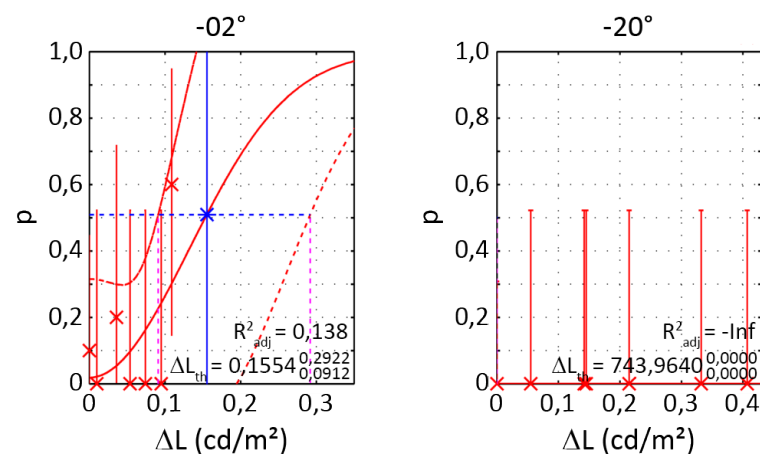 -02°
1,0
0,8
0,6
0,4
0,2
0
p
0
0,1
0,2
0,3
ΔL (cd/m²)
R²adj = 0,138
ΔLth = 0,1554 0,2922 0,0912
-20°
1,0
0,8
0,6
0,4
0,2
0
p
0
0,1
0,2
0,3
0,4
ΔL (cd/m²)
R²adj = -Inf
ΔLth = 743,9640 0,0000 0,0000